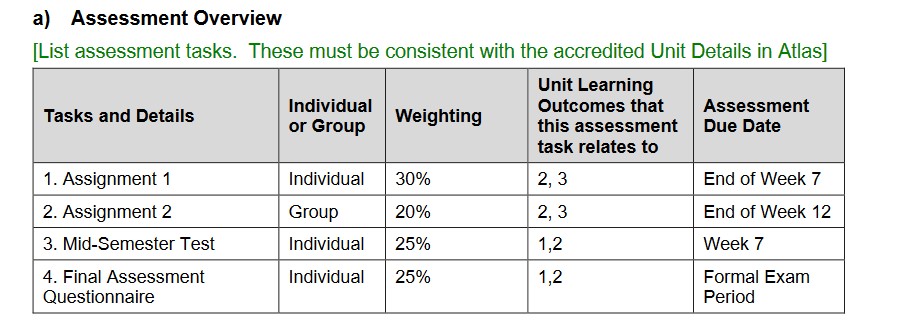 a) Assessment Overview
[List assessment tasks. These must be consistent with the accredited Unit Details in Atlas]
Tasks and Details
Individual
or Group
Weighting
Unit Learning
Outcomes that
this assessment
task relates to
Assessment
Due Date
1. Assignment 1 Individual 30% 2, 3 End of Week 7
2. Assignment 2 Group 20% 2, 3 End of Week 12
3. Mid-Semester Test Individual 25% 1,2 Week 7
4. Final Assessment
Questionnaire
Individual 25% 1,2 Formal Exam
Period